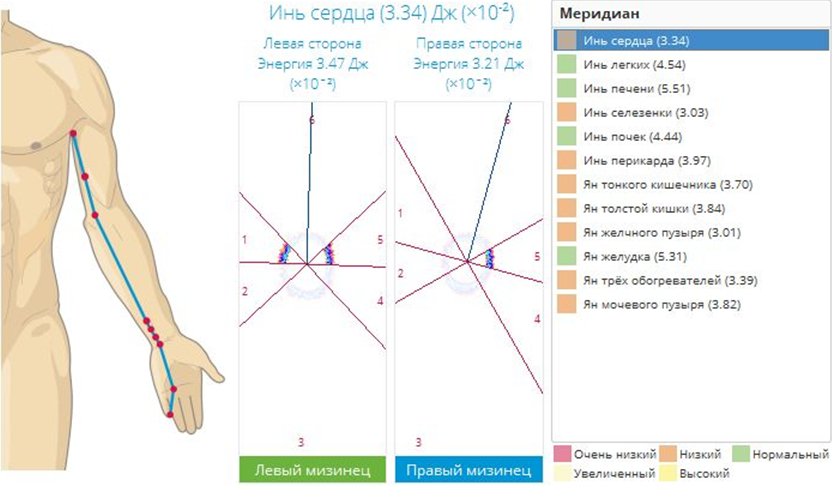 Инь сердца (3.34) Дж (×10⁻²)
Левая сторона
Энергия 3.47 Дж
(×10⁻²)
Правая сторона
Энергия 3.21 Дж
(×10⁻²)
6
1
5
2
4
3
Левый мизинец
6
1
5
2
4
3
Правый мизинец
Меридиан
Инь сердца (3.34)
Инь легких (4.54)
Инь печени (5.51)
Инь селезенки (3.03)
Инь почек (4.44)
Инь перикарда (3.97)
Ян тонкого кишечника (3.70)
Ян толстой кишки (3.84)
Ян желчного пузыря (3.01)
Ян желудка (5.31)
Ян трёх обогревателей (3.39)
Ян мочевого пузыря (3.82)
Очень низкий Низкий Нормальный
Увеличенный Высокий